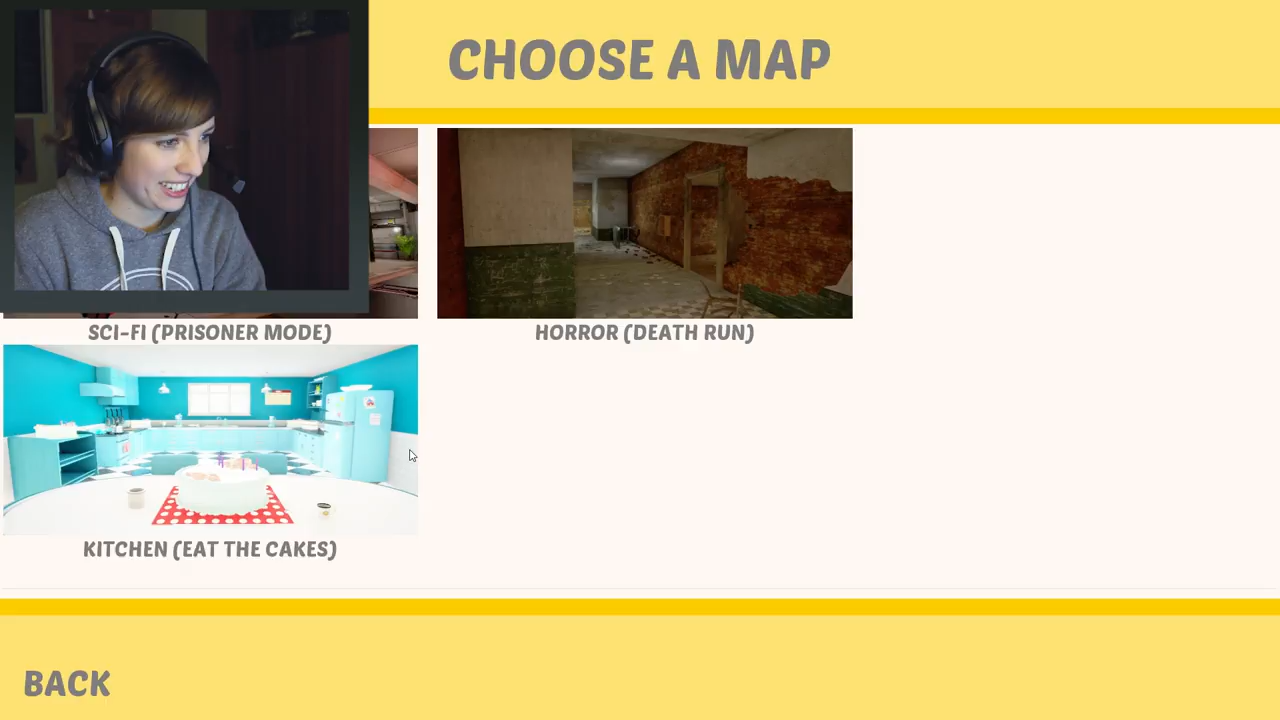 CHOOSE A MAP
SCI-FI (PRISONER MODE)
HORROR (DEATH RUN)
KITCHEN (EAT THE CAKES)
BACK